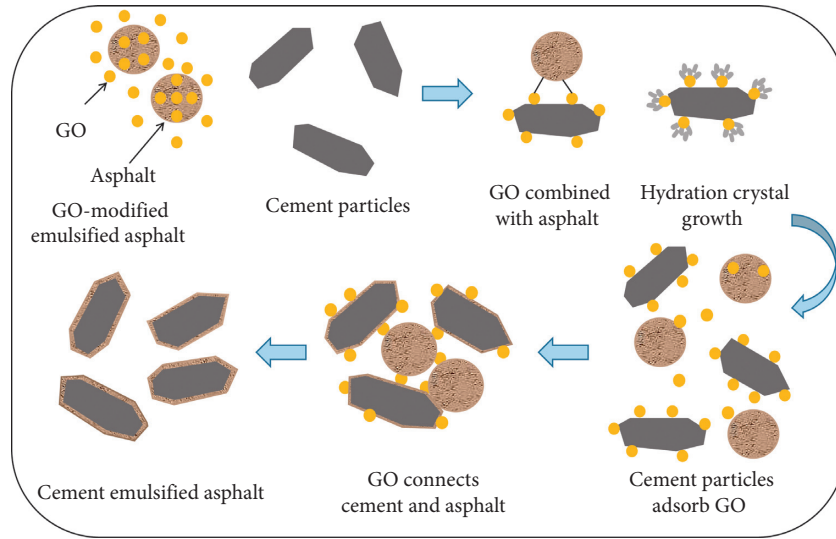 GO
Asphalt
GO-modified
emulsified asphalt
Cement particles
GO combined
with asphalt
Hydration crystal
growth
Cement emulsified asphalt
GO connects
cement and asphalt
Cement particles
adsorb GO